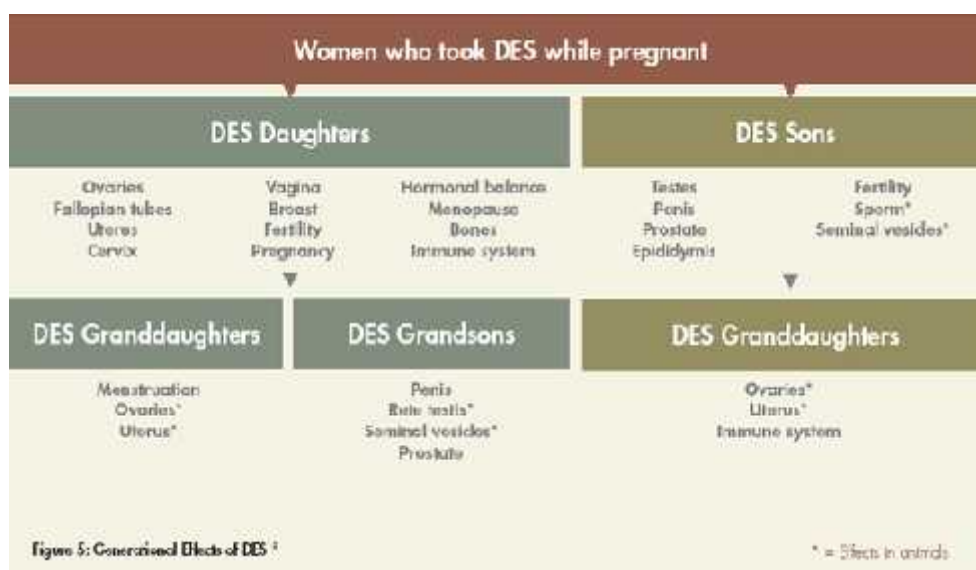 Women who took DES while pregnant
DES Daughters
DES Sons
Ovaries
Fallopian tubes
Uterus
Cervix
Vagina
Breast
Fertility
Pregnancy
Hormonal balance
Menopause
Bones
Immune system
Testes
Penis
Prostate
Epididymis
Fertility
Sperm*
Seminal vesicles*
DES Granddaughters
DES Grandsons
DES Granddaughters
Menstruation
Ovaries*
Uterus*
Penis
Rete testis*
Seminal vesicles*
Prostate
Ovaries*
Uterus*
Immune system
Figure 5: Generational Effects of DES
* = Effects in animals